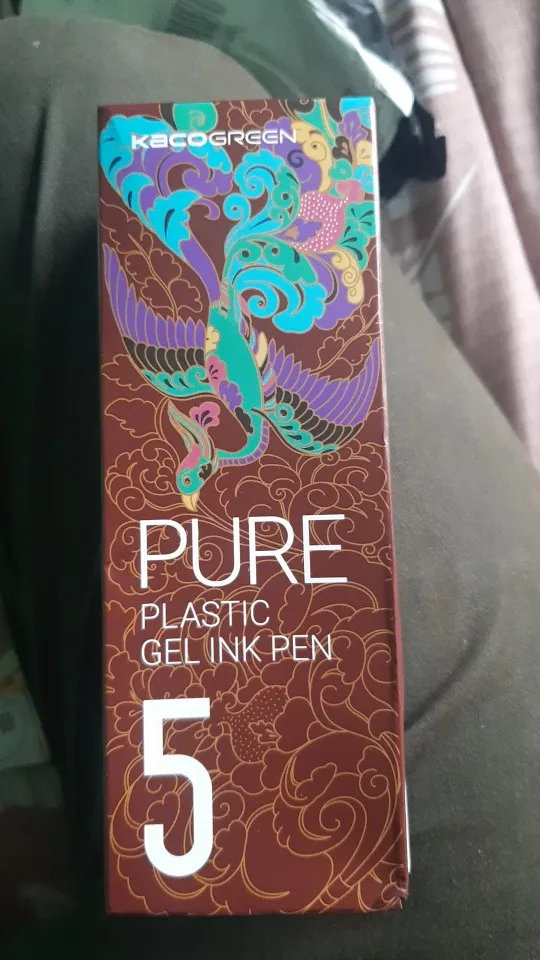 KACOGREEN
PURE
PLASTIC
GEL INK PEN
5